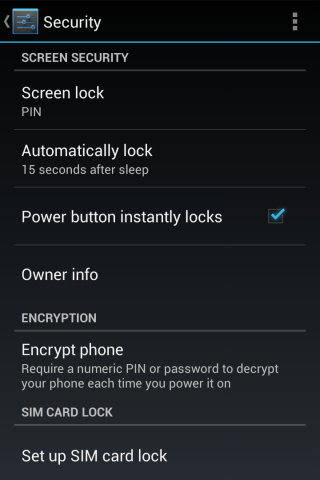 Security
SCREEN SECURITY
Screen lock
PIN
Automatically lock
15 seconds after sleep
Power button instantly locks
Owner info
ENCRYPTION
Encrypt phone
Require a numeric PIN or password to decrypt
your phone each time you power it on
SIM CARD LOCK
Set up SIM card lock